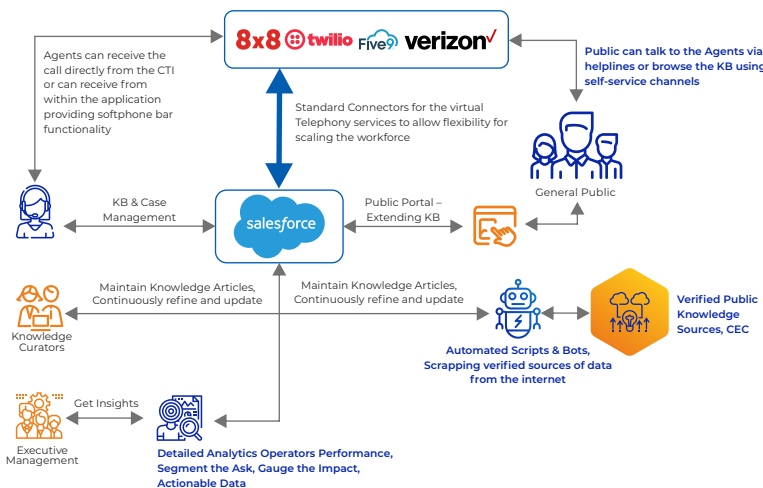 8x8 twilio Five9 verizon
Agents can receive the
call directly from the CTI
or can receive from
within the application
providing softphone bar
functionality
Public can talk to the Agents via
helplines or browse the KB using
self-service channels
Standard Connectors for the virtual
Telephony services to allow flexibility for
scaling the workforce
General Public
KB & Case
Management
salesforce
Public Portal –
Extending KB
Maintain Knowledge Articles,
Continuously refine and update
Maintain Knowledge Articles,
Continuously refine and update
Knowledge
Curators
Verified Public
Knowledge
Sources, CEC
Automated Scripts & Bots,
Scrapping verified sources of data
from the internet
Get Insights
Executive
Management
Detailed Analytics Operators Performance,
Segment the Ask, Gauge the Impact,
Actionable Data